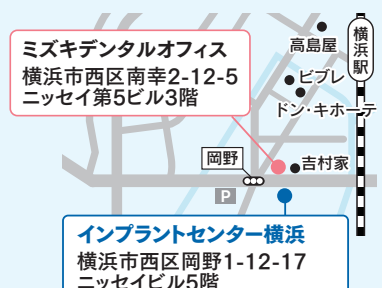 ミズキデンタルオフィス
横浜市西区南幸2-12-5
ニッセイ第5ビル3階
高島屋
横浜駅
ビブレ
ドン・キホーテ
岡野
吉村家
P
インプラントセンター横浜
横浜市西区岡野1-12-17
ニッセイビル5階